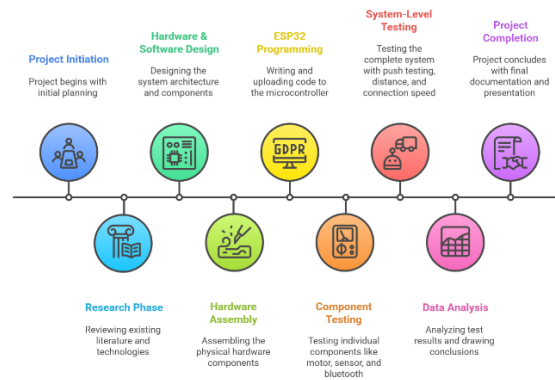 Project Initiation
Project begins with
initial planning
Hardware &
Software Design
Designing the
system architecture
and components
ESP32
Programming
Writing and
uploading code to
the microcontroller
System-Level
Testing
Testing the
complete system
with push testing,
distance, and
connection speed
Project
Completion
Project concludes
with final
documentation and
presentation
GDPR
Research Phase
Reviewing existing
literature and
technologies
Hardware
Assembly
Assembling the
physical hardware
components
Component
Testing
Testing individual
components like
motor, sensor, and
bluetooth
Data Analysis
Analyzing test
results and drawing
conclusions